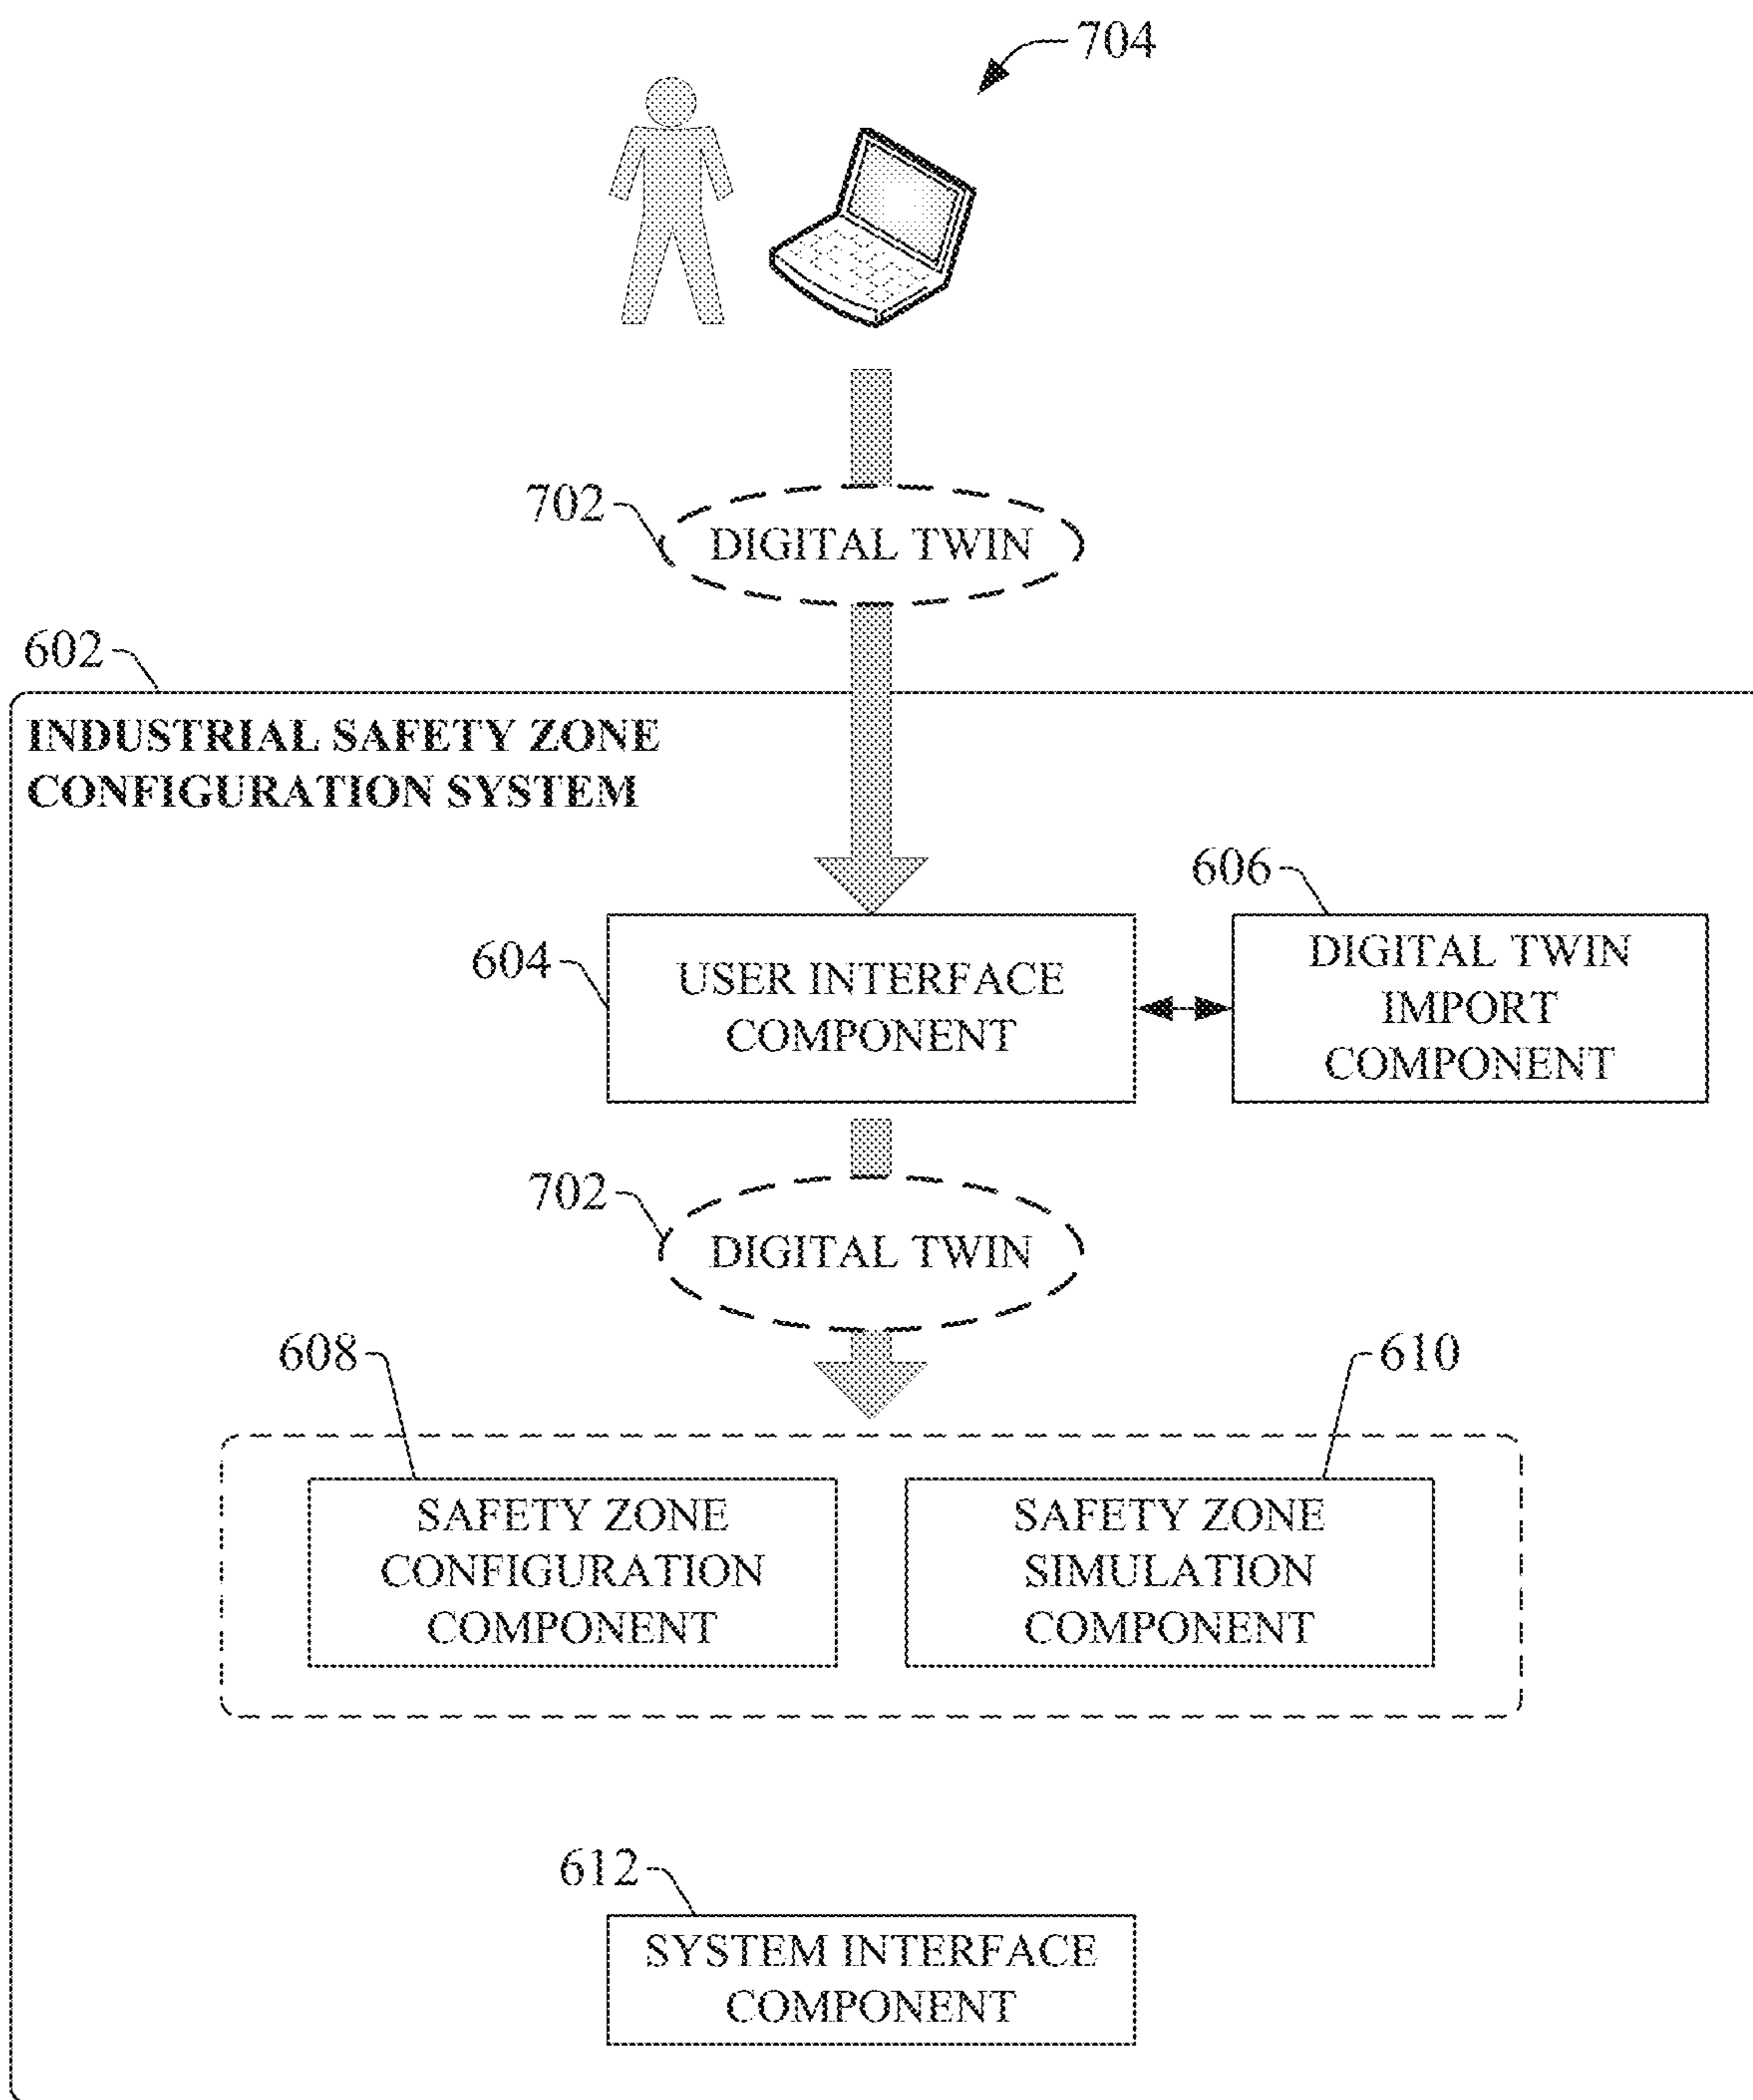 704
702
DIGITAL TWIN
602
INDUSTRIAL SAFETY ZONE
CONFIGURATION SYSTEM
606
604
USER INTERFACE
COMPONENT
DIGITAL TWIN
IMPORT
COMPONENT
702
DIGITAL TWIN
608
610
SAFETY ZONE
CONFIGURATION
COMPONENT
SAFETY ZONE
SIMULATION
COMPONENT
612
SYSTEM INTERFACE
COMPONENT